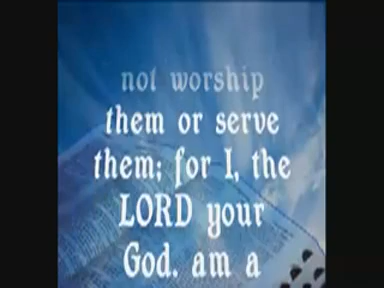 not worship
them or serve
them; for I, the
LORD your
God. am a